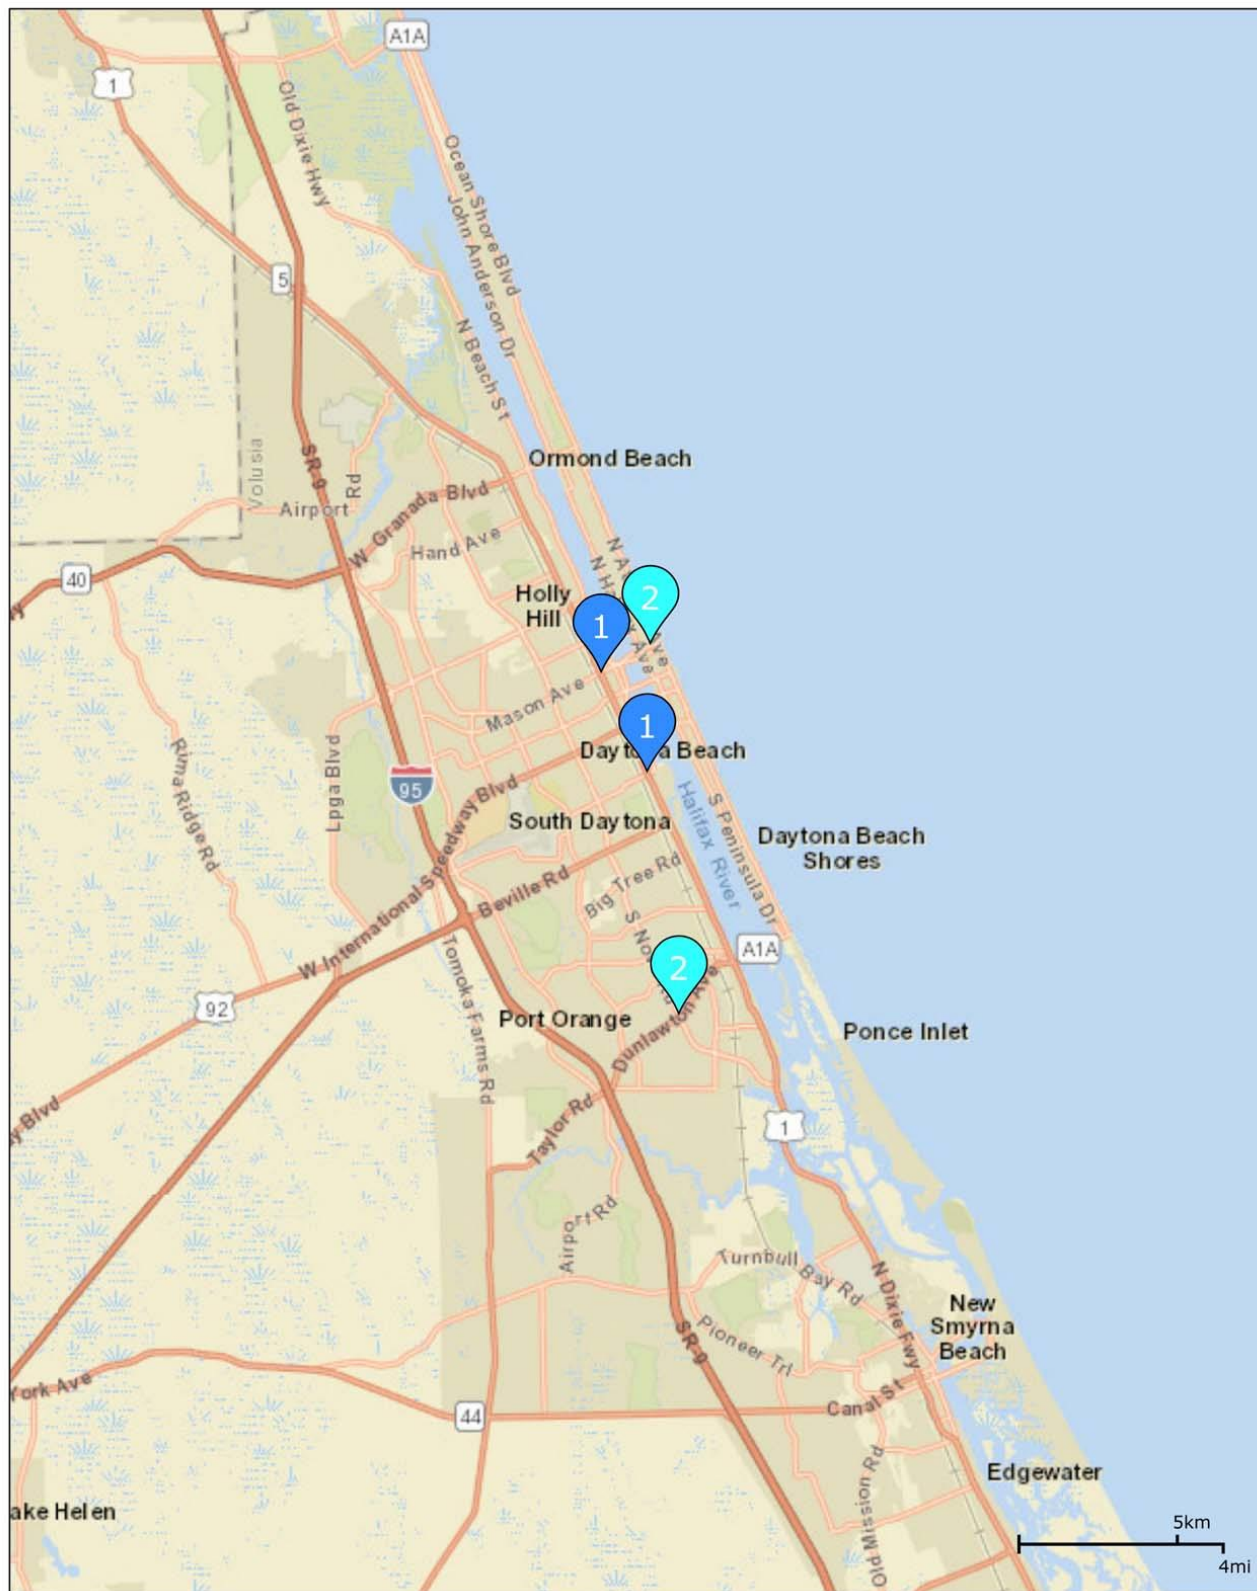 A1A
1
Old Dixie Hwy
Ocean Shore Blvd
John Anderson Dr
5
N Beach St
Ormond Beach
SR 9
Volusia
Airport
Rd
W Granada Blvd
Hand Ave
40
Holly
Hill
2
1
Ave
Ave
Mason Ave
1
Daytona Beach
Rima Ridge Rd
Lpga Blvd
95
W International Speedway Blvd
South Daytona
Halifax River
S Peninsula Dr
Daytona Beach
Shores
Beville Rd
Big Tree Rd
2
A1A
92
Tomoka Farms Rd
Port Orange
Dunlawton Ave
Ponce Inlet
y Blvd
Taylor Rd
1
Airport Rd
Turnbull Bay Rd
N Dixie Fwy
New
Smyrna
Beach
SR 9
Pioneer Trl
York Ave
Canal St
44
Old Mission Rd
Edgewater
ake Helen
5km
4mi